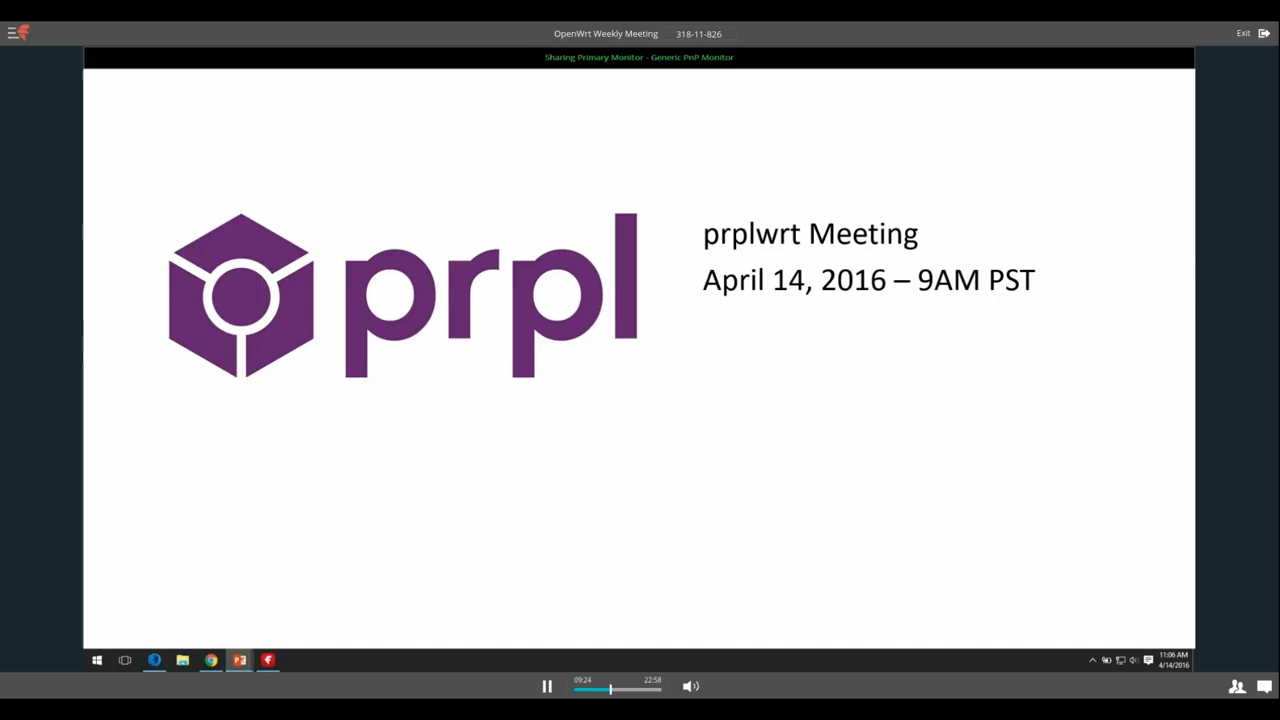 OpenWrt Weekly Meeting 318-11-826
Exit
Sharing Primary Monitor - Generic PnP Monitor
prpl
prplwrt Meeting
April 14, 2016 – 9AM PST
11:06 AM
4/14/2016
09:24
22:58